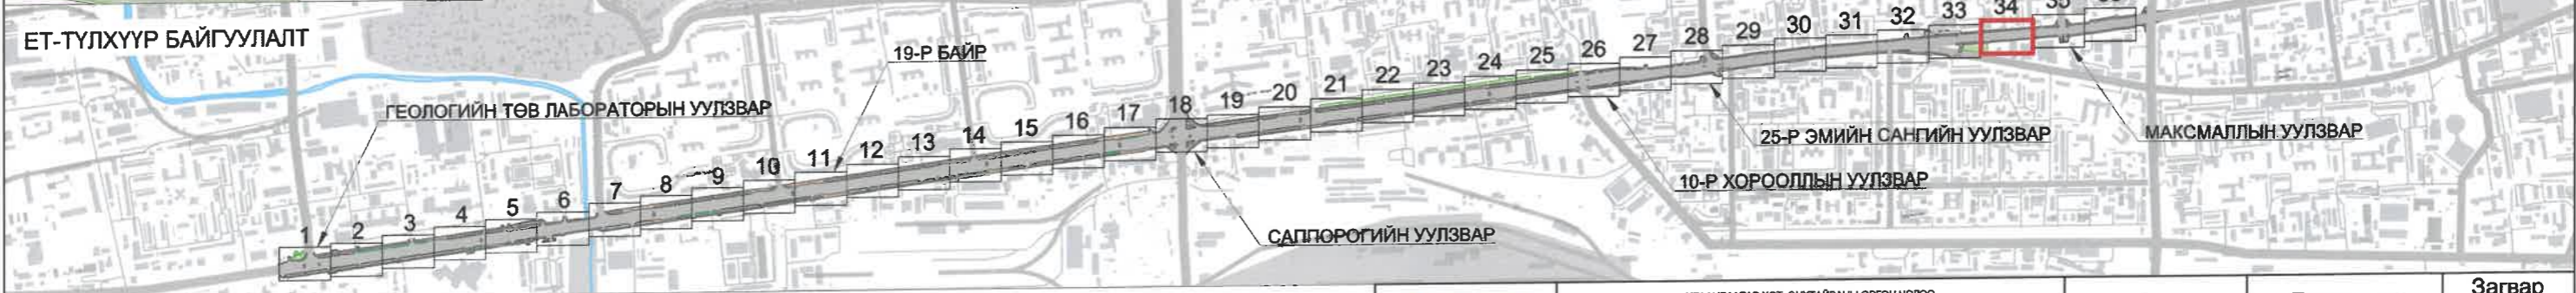 ЕТ-ТҮЛХҮҮР БАЙГУУЛАЛТ
19-Р БАЙР
ГЕОЛОГИЙН ТӨВ ЛАБОРАТОРЫН УУЛЗВАР
25-Р ЭМИЙН САНГИЙН УУЛЗВАР
МАКСМАЛЛЫН УУЛЗВАР
10-Р ХОРООЛЛЫН УУЛЗВАР
САППОРОГИЙН УУЛЗВАР
1 2 3 4 5 6 7 8 9 10 11 12 13 14 15 16 17 18 19 20 21 22 23 24 25 26 27 28 29 30 31 32 33 34 35
Загвар